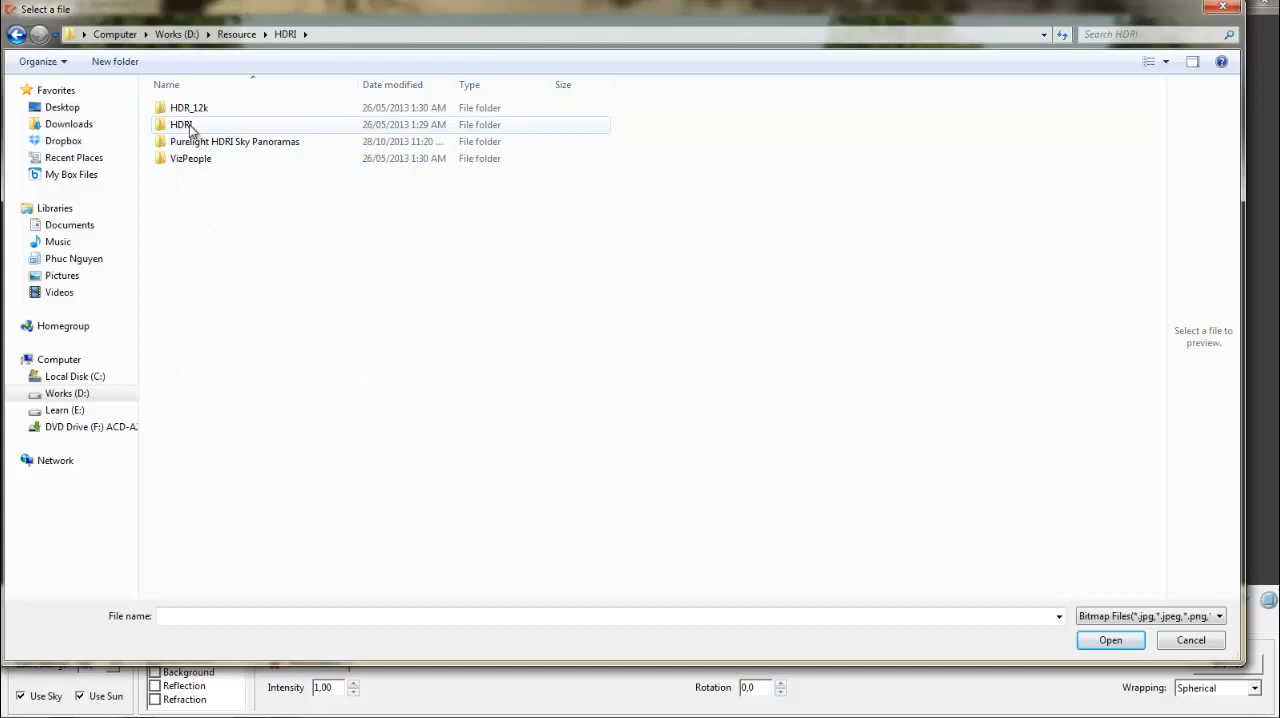 Select a file
Computer Works (D:) Resource HDRI
Search HDRI
Organize New folder
Name Date modified Type Size
HDR_12k 26/05/2013 1:30 AM File folder
HDRI 26/05/2013 1:29 AM File folder
Purelight HDRI Sky Panoramas 28/10/2013 11:20 ... File folder
VizPeople 26/05/2013 1:30 AM File folder
Favorites
Desktop
Downloads
Dropbox
Recent Places
My Box Files
Libraries
Documents
Music
Phuc Nguyen
Pictures
Videos
Homegroup
Computer
Local Disk (C:)
Works (D:)
Learn (E:)
DVD Drive (F:) ACD-A2
Network
Select a file to
preview.
File name:
Bitmap Files(*.jpg,*.jpeg,*.png,*
Open Cancel
Background
Reflection
Refraction
Use Sky Use Sun
Intensity 1,00
Rotation 0,0
Wrapping: Spherical